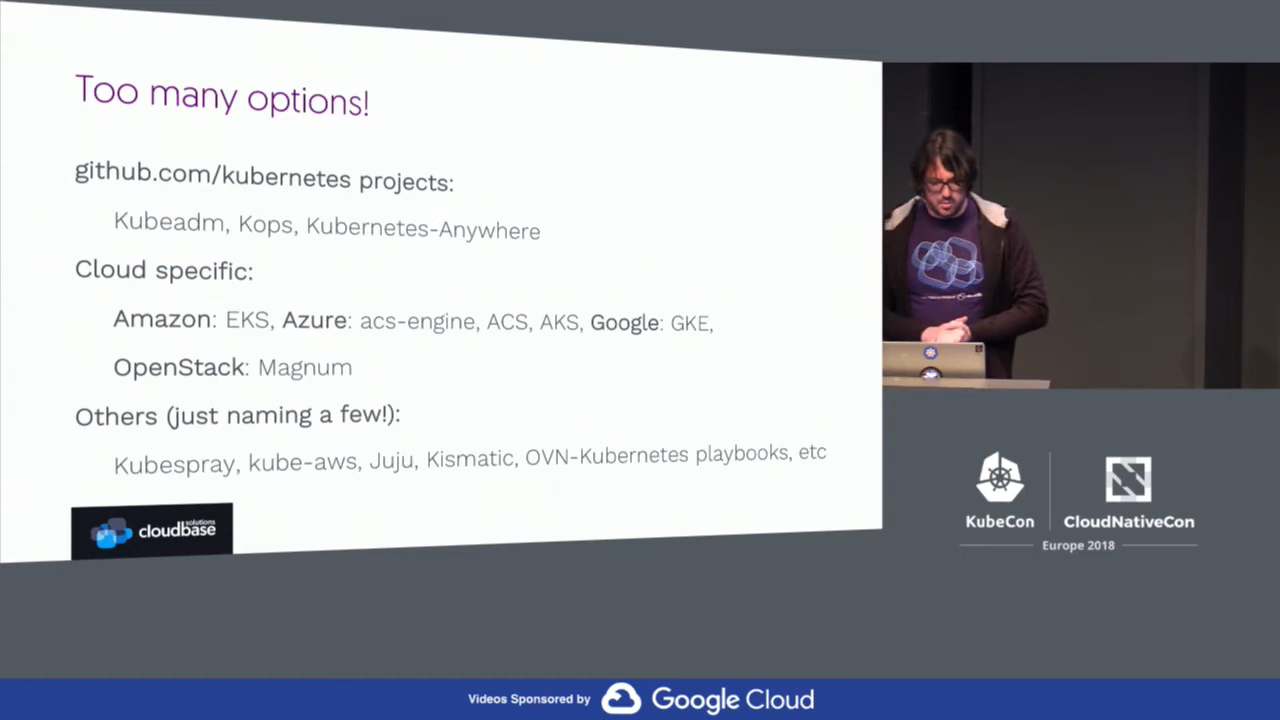 Too many options!
github.com/kubernetes projects:
Kubeadm, Kops, Kubernetes-Anywhere
Cloud specific:
Amazon: EKS, Azure: acs-engine, ACS, AKS, Google: GKE,
OpenStack: Magnum
Others (just naming a few!):
Kubespray, kube-aws, Juju, Kismatic, OVN-Kubernetes playbooks, etc
cloudbase solutions
KubeCon
CloudNativeCon
Europe 2018
Videos Sponsored by Google Cloud